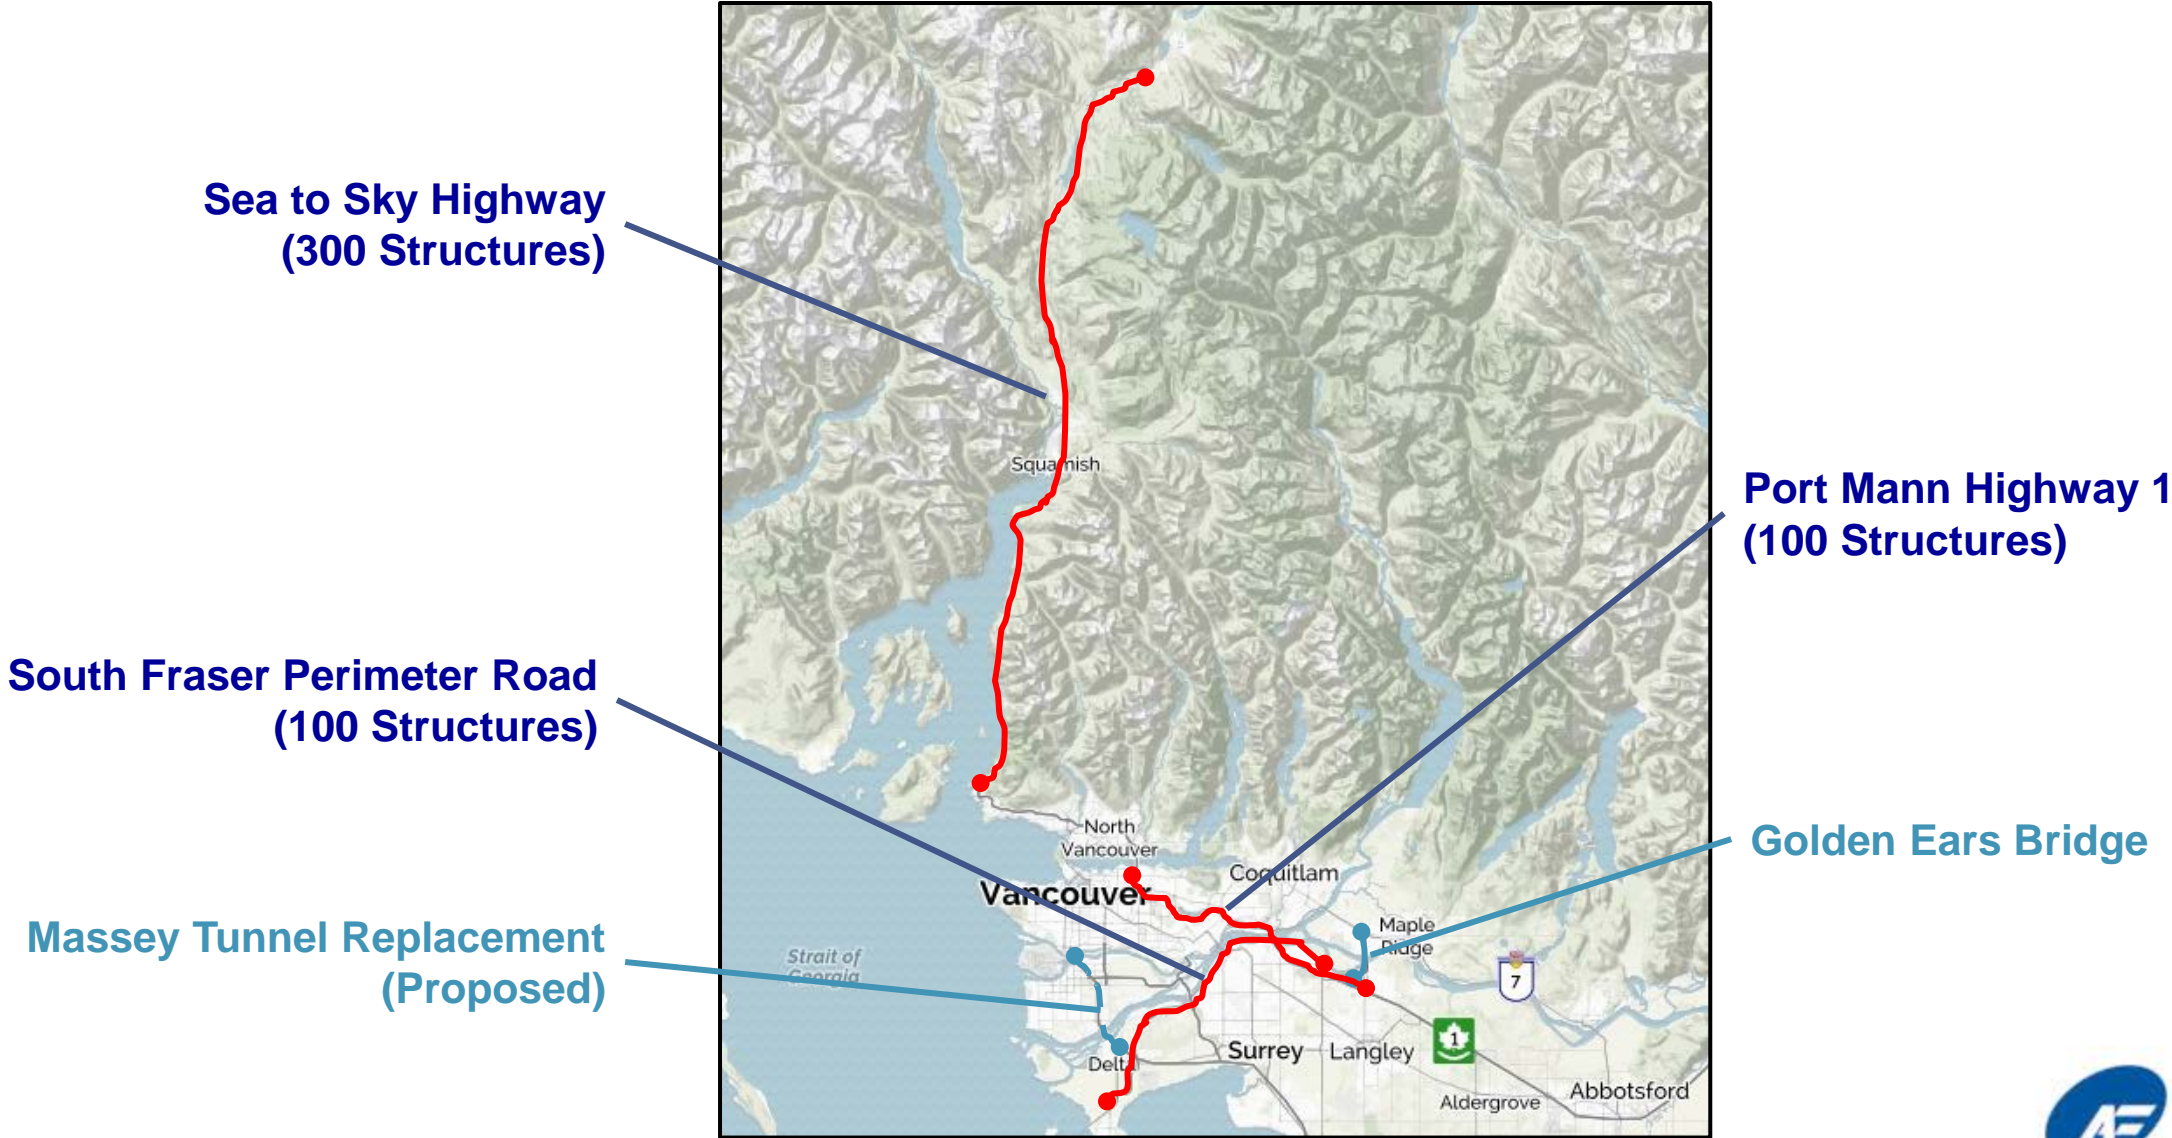 Sea to Sky Highway
(300 Structures)
Squamish
Port Mann Highway 1
(100 Structures)
South Fraser Perimeter Road
(100 Structures)
North
Vancouver
Golden Ears Bridge
Coquitlam
Vancouver
Maple
Ridge
Massey Tunnel Replacement
(Proposed)
Strait of
Georgia
7
1
Surrey
Langley
Delta
Abbotsford
Aldergrove
AE